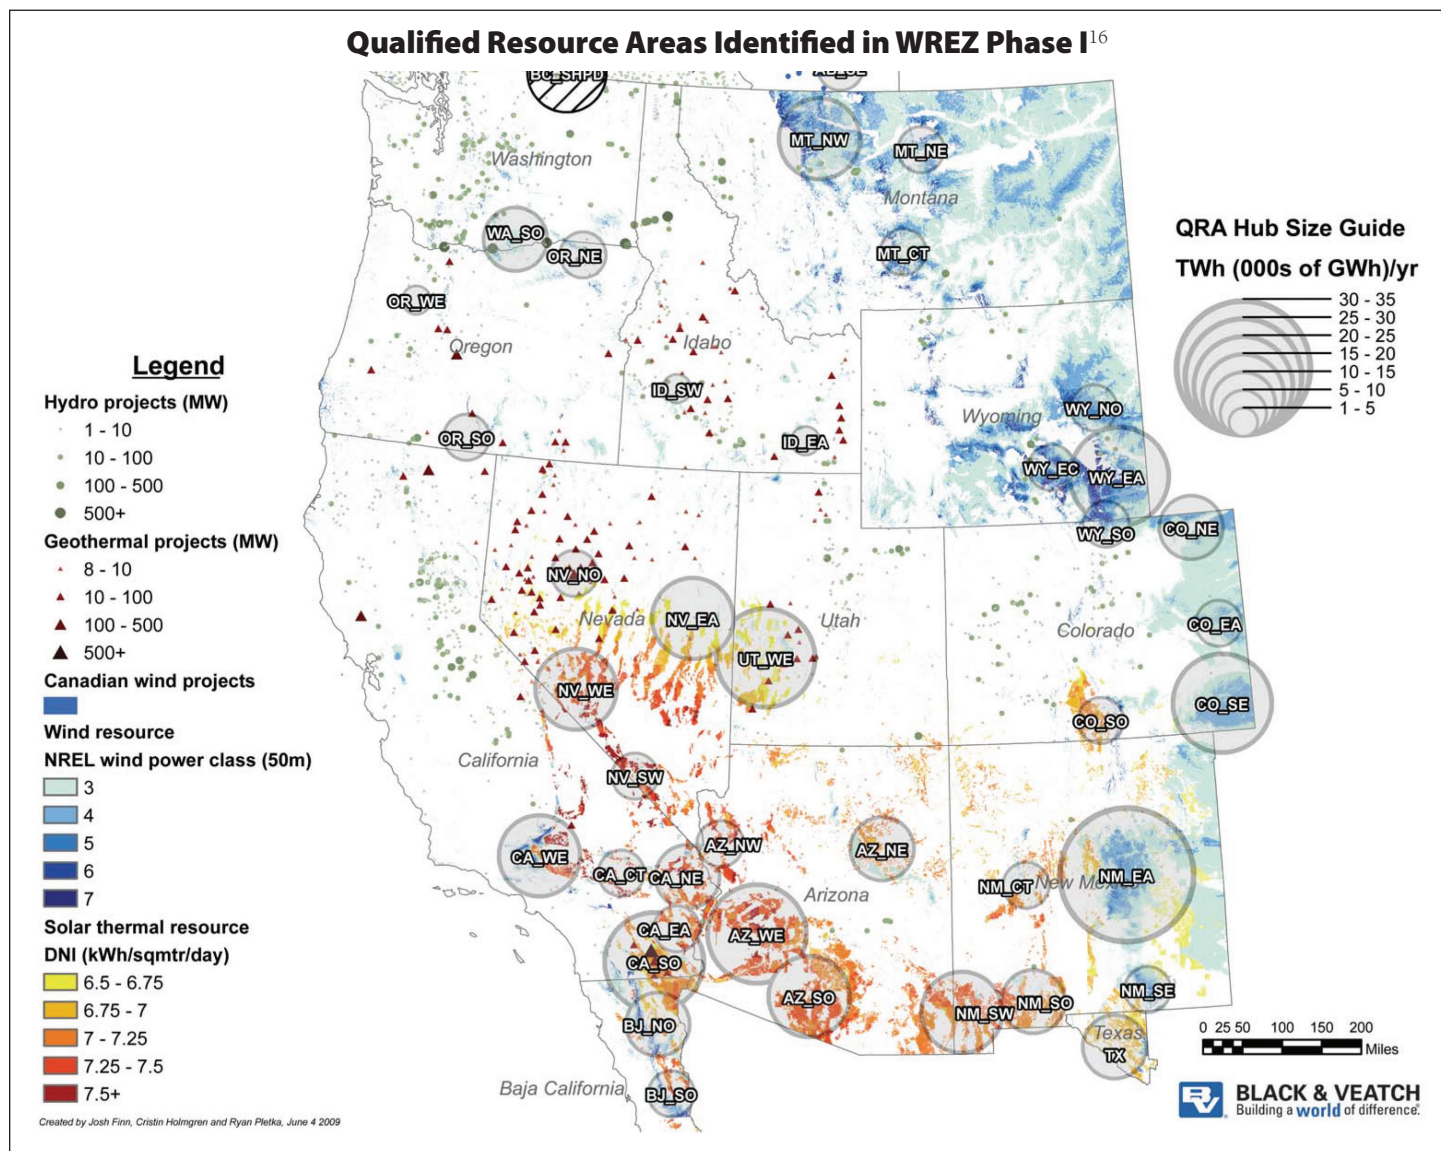 Qualified Resource Areas Identified in WREZ Phase I16
BC_SHPD
MT_NW
MT_NE
Washington
Montana
WA_SO
OR_NE
MT_CT
OR_WE
Oregon
Idaho
ID_SW
Wyoming
WY_NO
OR_SO
ID_EA
WY_EC
WY_EA
WY_SO
CO_NE
NV_NO
Nevada
NV_EA
Utah
Colorado
CO_EA
UT_WE
NV_WE
CO_SE
CO_SO
California
NV_SW
CA_WE
AZ_NW
AZ_NE
CA_CT
CA_NE
NM_CT
New Mexic
NM_EA
Arizona
CA_EA
AZ_WE
CA_SO
AZ_SO
NM_SE
NM_SW
NM_SO
BJ_NO
Texas
TX
Baja California
BJ_SO
QRA Hub Size Guide
TWh (000s of GWh)/yr
30 - 35
25 - 30
20 - 25
15 - 20
10 - 15
5 - 10
1 - 5
Legend
Hydro projects (MW)
1 - 10
10 - 100
100 - 500
500+
Geothermal projects (MW)
8 - 10
10 - 100
100 - 500
500+
Canadian wind projects
Wind resource
NREL wind power class (50m)
3
4
5
6
7
Solar thermal resource
DNI (kWh/sqmtr/day)
6.5 - 6.75
6.75 - 7
7 - 7.25
7.25 - 7.5
7.5+
Created by Josh Finn, Cristin Holmgren and Ryan Pletka, June 4 2009
0 25 50 100 150 200
Miles
BV
BLACK & VEATCH
Building a world of difference.